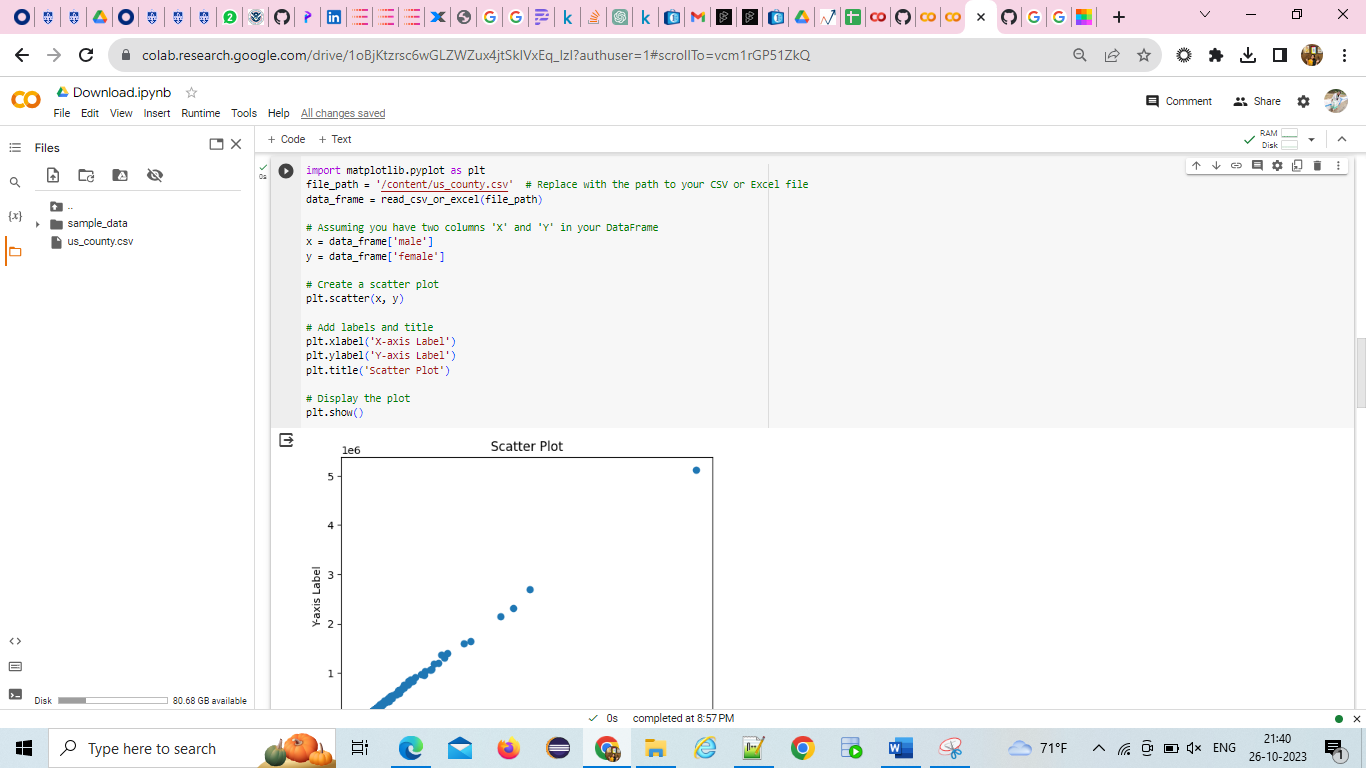 colab.research.google.com/drive/1oBjKtzrsc6wGLZWZux4jtSkIVxEq_IzI?authuser=1#scrollTo=vcm1rGP51ZkQ
Download.ipynb
File Edit View Insert Runtime Tools Help All changes saved
Comment Share
Files
+ Code + Text
RAM
Disk
..
sample_data
us_county.csv
{x}
0s
import matplotlib.pyplot as plt
file_path = '/content/us_county.csv'  # Replace with the path to your CSV or Excel file
data_frame = read_csv_or_excel(file_path)
# Assuming you have two columns 'X' and 'Y' in your DataFrame
x = data_frame['male']
y = data_frame['female']
# Create a scatter plot
plt.scatter(x, y)
# Add labels and title
plt.xlabel('X-axis Label')
plt.ylabel('Y-axis Label')
plt.title('Scatter Plot')
# Display the plot
plt.show()
Scatter Plot
1e6
5
4
3
2
1
Y-axis Label
Disk 80.68 GB available
0s completed at 8:57 PM
Type here to search
71°F
ENG
21:40
26-10-2023
1